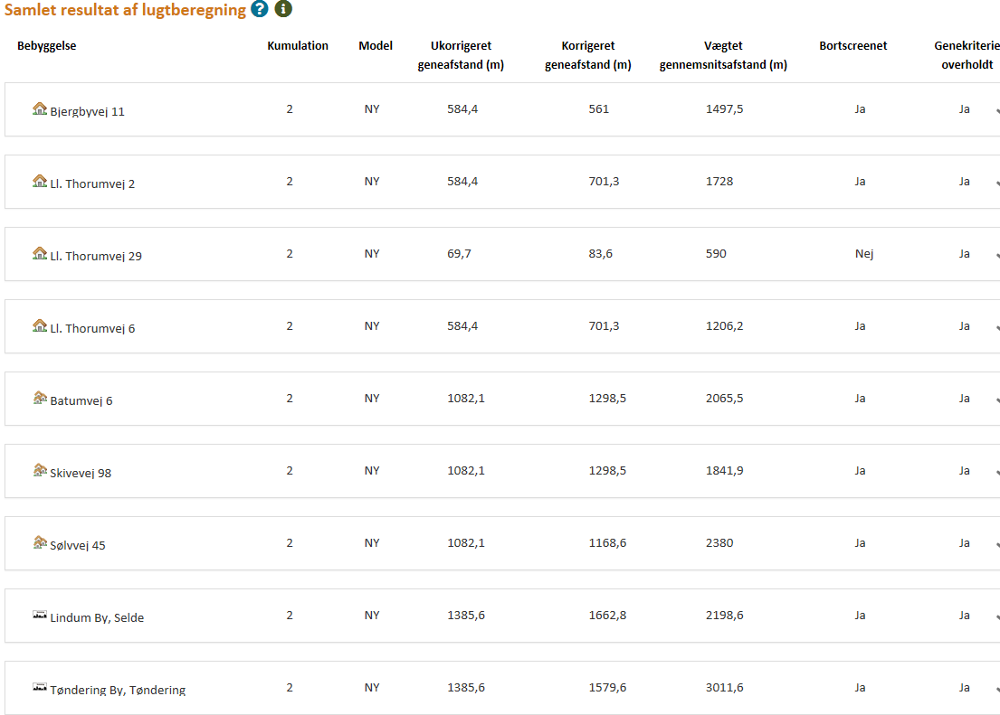 Samlet resultat af lugtberegning ? i
Bebyggelse Kumulation Model Ukorrigeret geneafstand (m) Korrigeret geneafstand (m) Vægtet gennemsnitsafstand (m) Bortscreenet Genekriterie overholdt
Bjergbyvej 11 2 NY 584,4 561 1497,5 Ja Ja
Ll. Thorumvej 2 2 NY 584,4 701,3 1728 Ja Ja
Ll. Thorumvej 29 2 NY 69,7 83,6 590 Nej Ja
Ll. Thorumvej 6 2 NY 584,4 701,3 1206,2 Ja Ja
Batumvej 6 2 NY 1082,1 1298,5 2065,5 Ja Ja
Skivevej 98 2 NY 1082,1 1298,5 1841,9 Ja Ja
Sølvvej 45 2 NY 1082,1 1168,6 2380 Ja Ja
Lindum By, Selde 2 NY 1385,6 1662,8 2198,6 Ja Ja
Tøndering By, Tøndering 2 NY 1385,6 1579,6 3011,6 Ja Ja